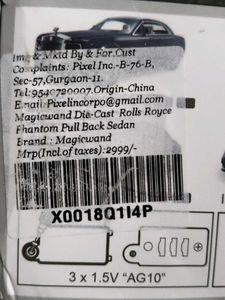 Imp & Mktd By & For Cust
Complaints: Pixel Inc.-B-76-B,
Sec-57,Gurgaon-11.
Tel:9540720007.Origin-China
Email:Pixelincorpo@gmail.com
Magicwand Die-Cast Rolls Royce
Phantom Pull Back Sedan
Brand : Magicwand
Mrp(Incl.of taxes):2999/-
X0018Q1I4P
3 x 1.5V "AG10"